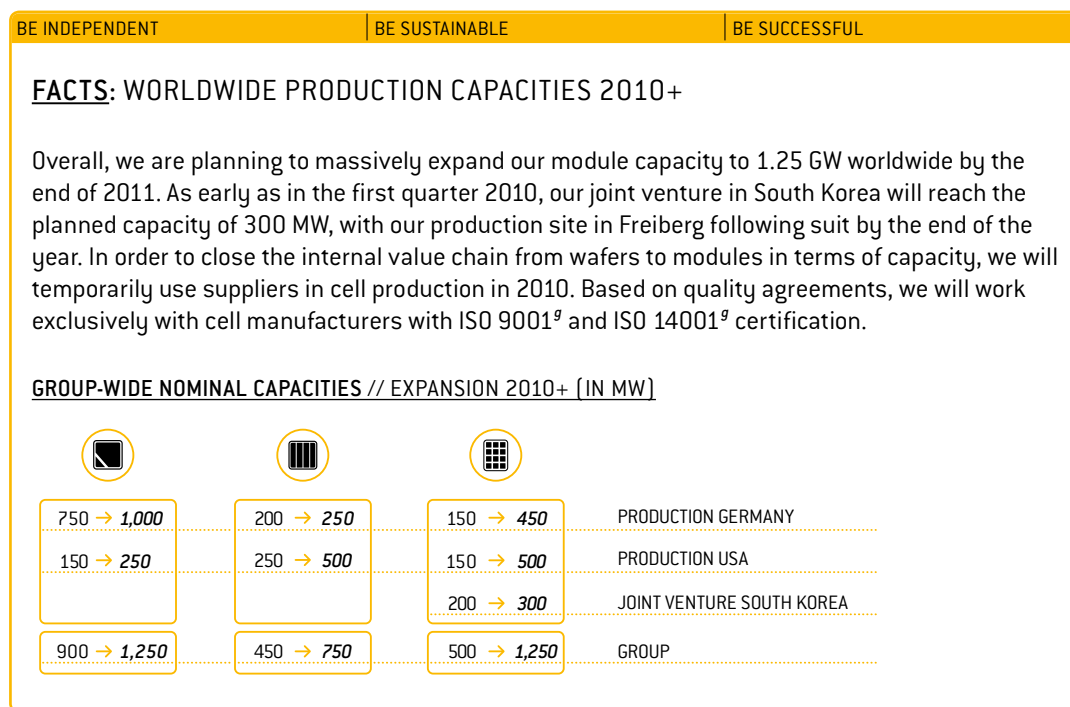 BE INDEPENDENT BE SUSTAINABLE BE SUCCESSFUL
FACTS: WORLDWIDE PRODUCTION CAPACITIES 2010+
Overall, we are planning to massively expand our module capacity to 1.25 GW worldwide by the
end of 2011. As early as in the first quarter 2010, our joint venture in South Korea will reach the
planned capacity of 300 MW, with our production site in Freiberg following suit by the end of the
year. In order to close the internal value chain from wafers to modules in terms of capacity, we will
temporarily use suppliers in cell production in 2010. Based on quality agreements, we will work
exclusively with cell manufacturers with ISO 9001g and ISO 14001g certification.
GROUP-WIDE NOMINAL CAPACITIES // EXPANSION 2010+ (IN MW)
750 → 1,000 200 → 250 150 → 450 PRODUCTION GERMANY
150 → 250 250 → 500 150 → 500 PRODUCTION USA
200 → 300 JOINT VENTURE SOUTH KOREA
900 → 1,250 450 → 750 500 → 1,250 GROUP